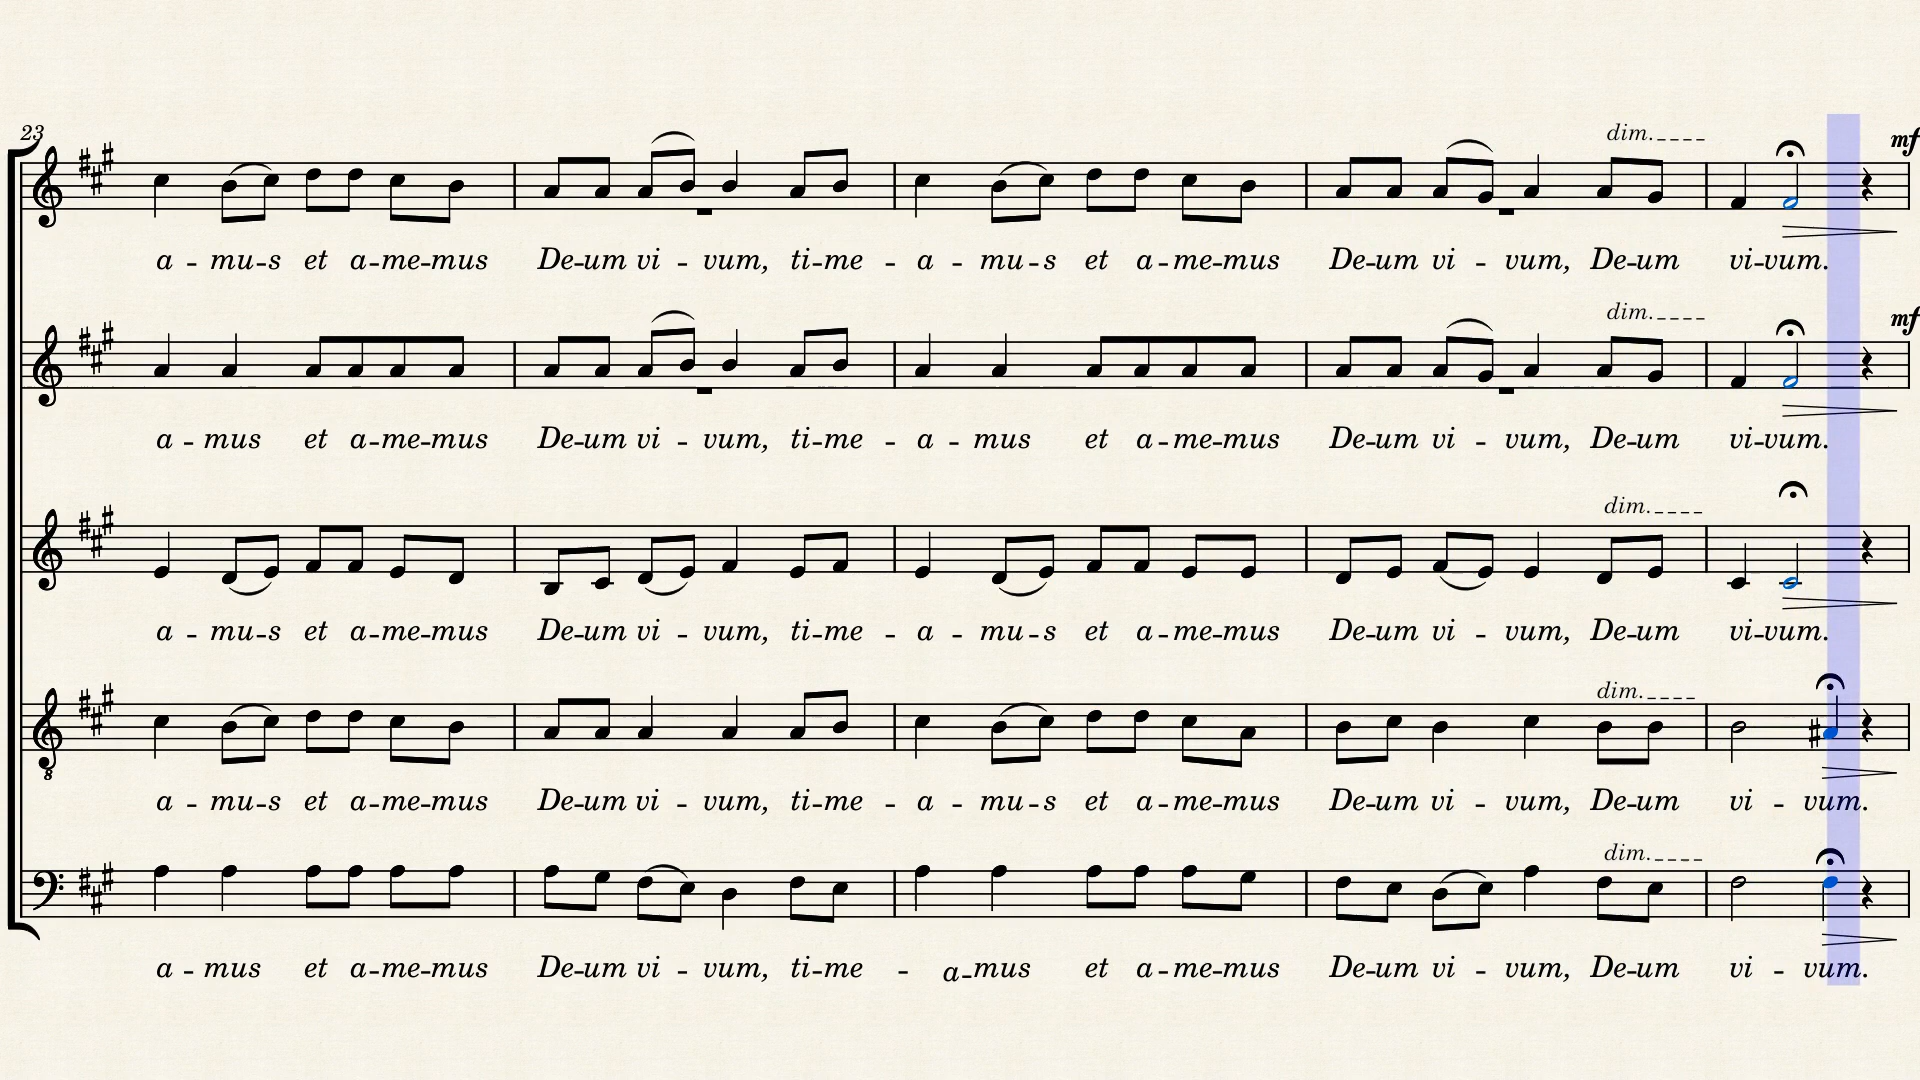 23
dim.
mf
a - mu-s et a-me-mus De-um vi - vum, ti-me - a - mu-s et a-me-mus De-um vi - vum, De-um vi-vum.
dim.
mf
a - mus et a-me-mus De-um vi - vum, ti-me - a - mus et a-me-mus De-um vi - vum, De-um vi-vum.
dim.
a - mu-s et a-me-mus De-um vi - vum, ti-me - a - mu-s et a-me-mus De-um vi - vum, De-um vi-vum.
dim.
8
a - mu-s et a-me-mus De-um vi - vum, ti-me - a - mu-s et a-me-mus De-um vi - vum, De-um vi - vum.
dim.
a - mus et a-me-mus De-um vi - vum, ti-me - a-mus et a-me-mus De-um vi - vum, De-um vi - vum.